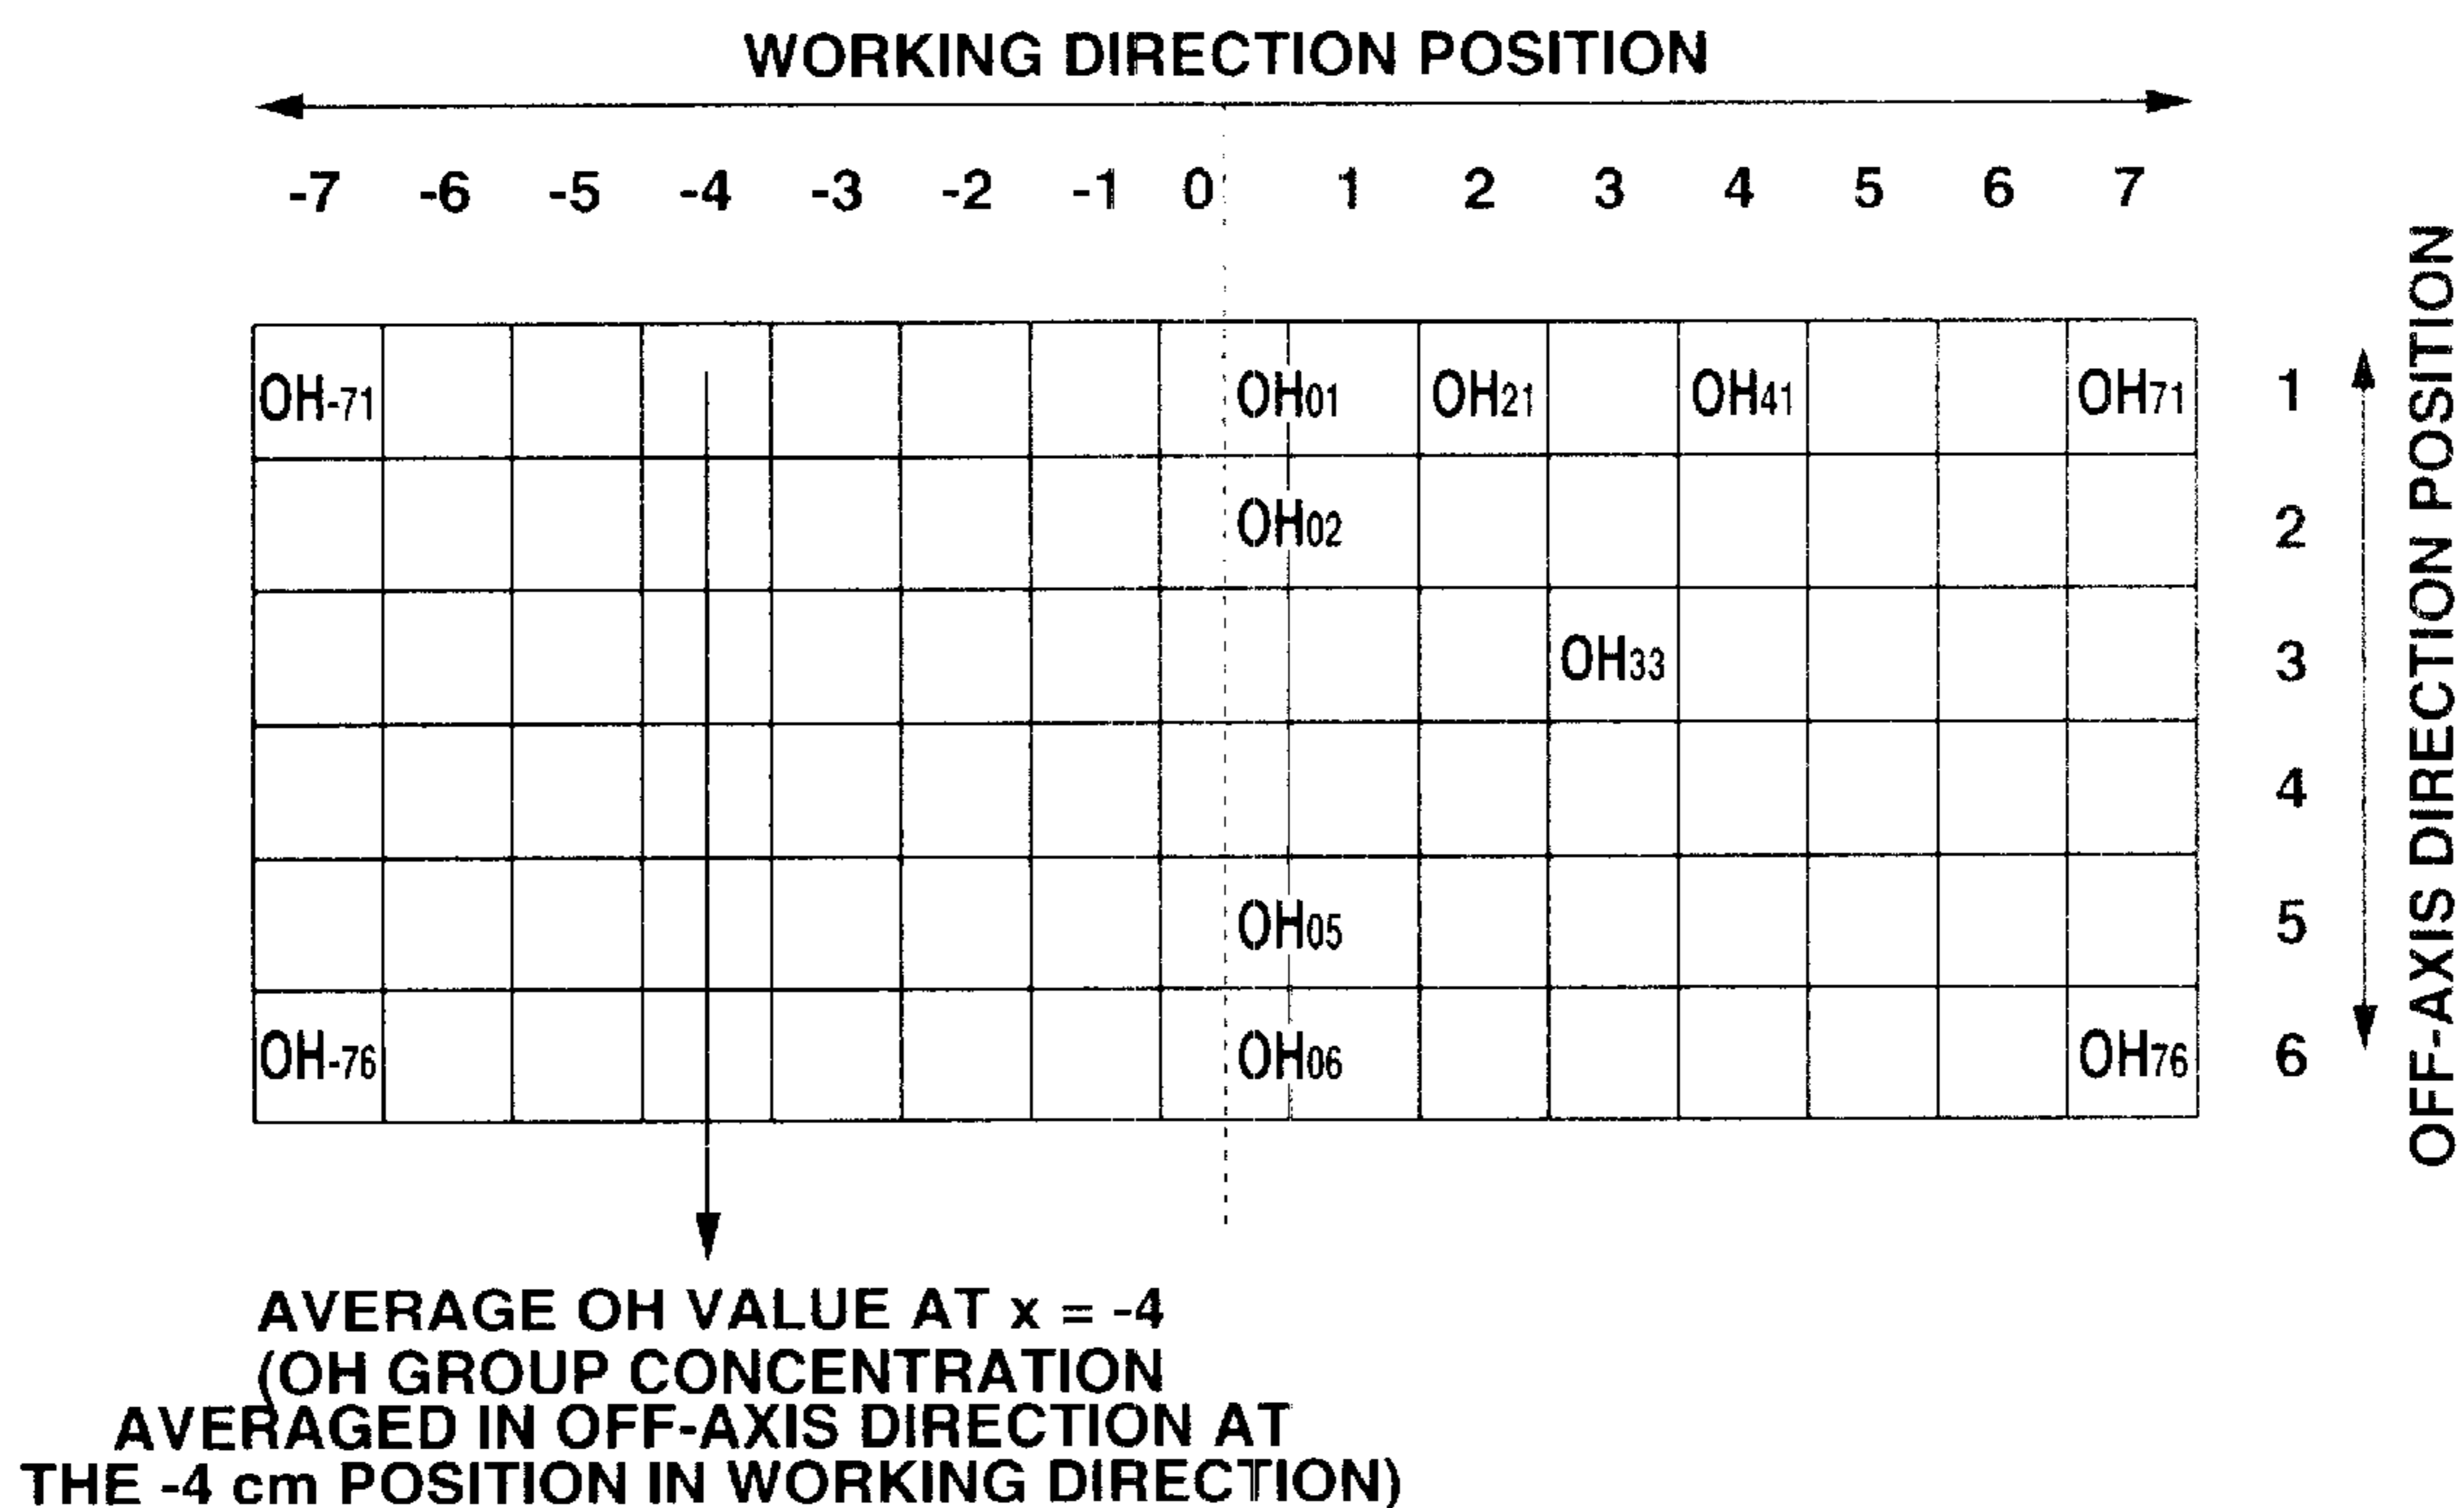 WORKING DIRECTION POSITION
-7 -6 -5 -4 -3 -2 -1 0 1 2 3 4 5 6 7
OH-71 OH01 OH21 OH41 OH71 1
OH02 2
OH33 3
4
OH05 5
OH-76 OH06 OH76 6
OFF-AXIS DIRECTION POSITION
AVERAGE OH VALUE AT x = -4
(OH GROUP CONCENTRATION
AVERAGED IN OFF-AXIS DIRECTION AT
THE -4 cm POSITION IN WORKING DIRECTION)